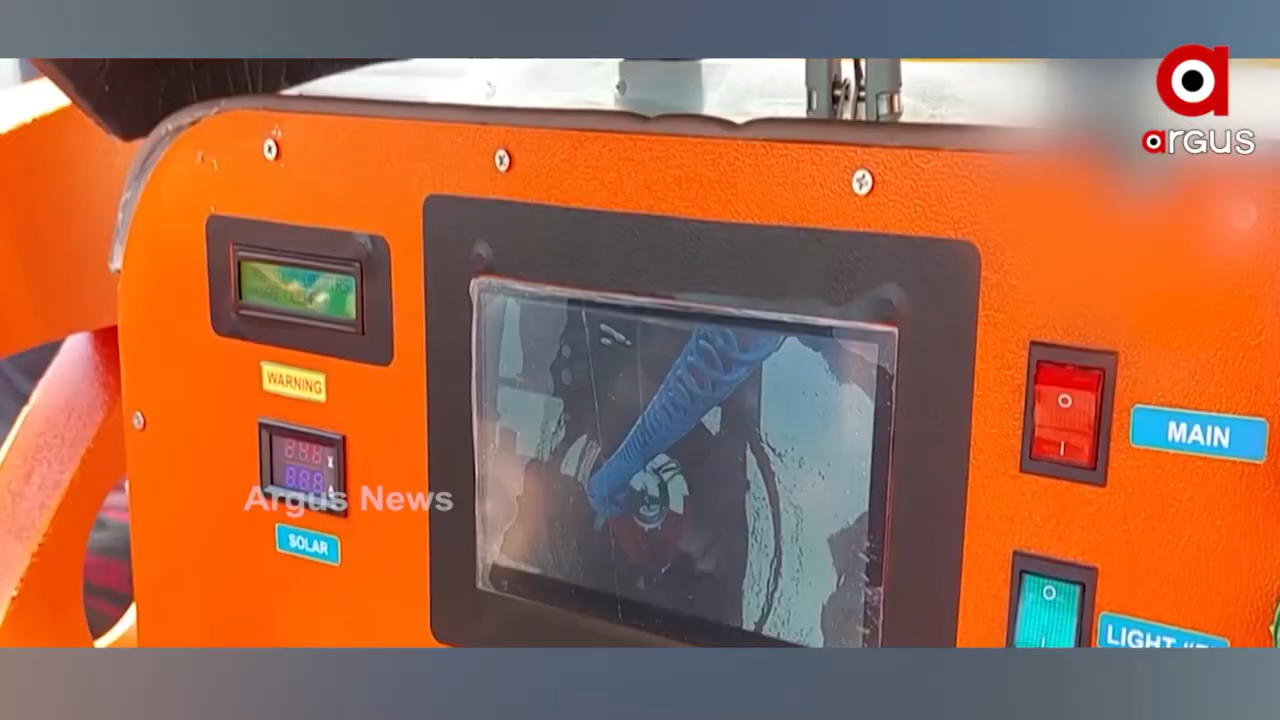 argus
WARNING
O
MAIN
I
Argus News
SOLAR
O
LIGHT
I